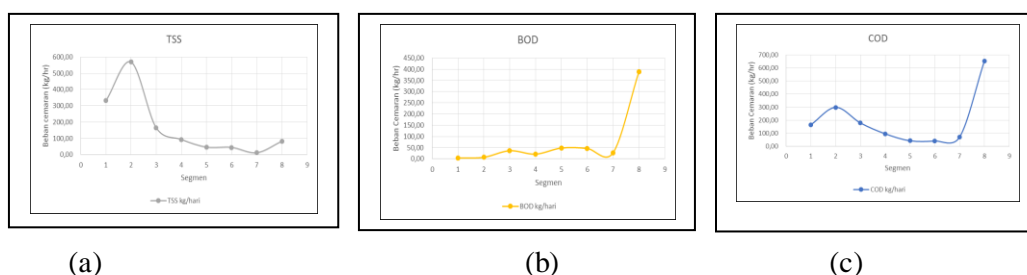 TSS
Beban Cemaran (kg/hr)
600,00
500,00
400,00
300,00
200,00
100,00
0,00
0 1 2 3 4 5 6 7 8 9
Segmen
TSS kg/hari
BOD
Beban Cemaran (kg/hr)
450,00
400,00
350,00
300,00
250,00
200,00
150,00
100,00
50,00
0,00
0 1 2 3 4 5 6 7 8 9
Segmen
BOD kg/hari
COD
Beban Cemaran (kg/hr)
700,00
600,00
500,00
400,00
300,00
200,00
100,00
0,00
0 1 2 3 4 5 6 7 8 9
Segmen
COD kg/hari
(a) (b) (c)